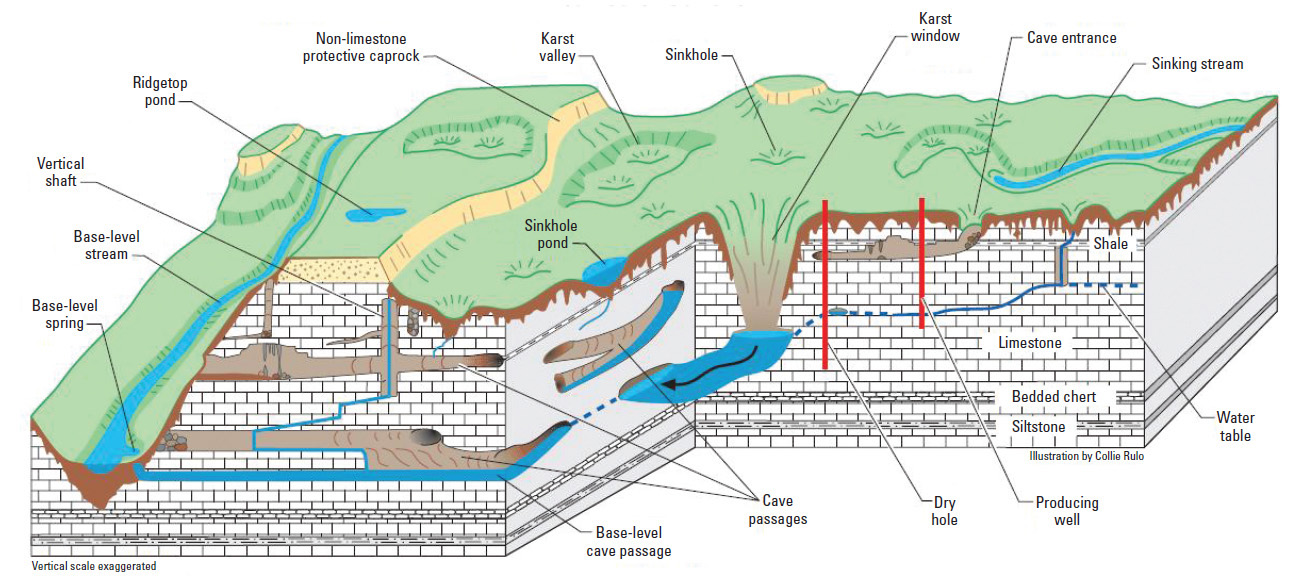 Karst
window
Non-limestone
protective caprock
Karst
valley
Sinkhole
Cave entrance
Sinking stream
Ridgetop
pond
Vertical
shaft
Sinkhole
pond
Base-level
stream
Shale
Base-level
spring
Limestone
Bedded chert
Siltstone
Water
table
Illustration by Collie Rulo
Cave
passages
Dry
hole
Producing
well
Base-level
cave passage
Vertical scale exaggerated